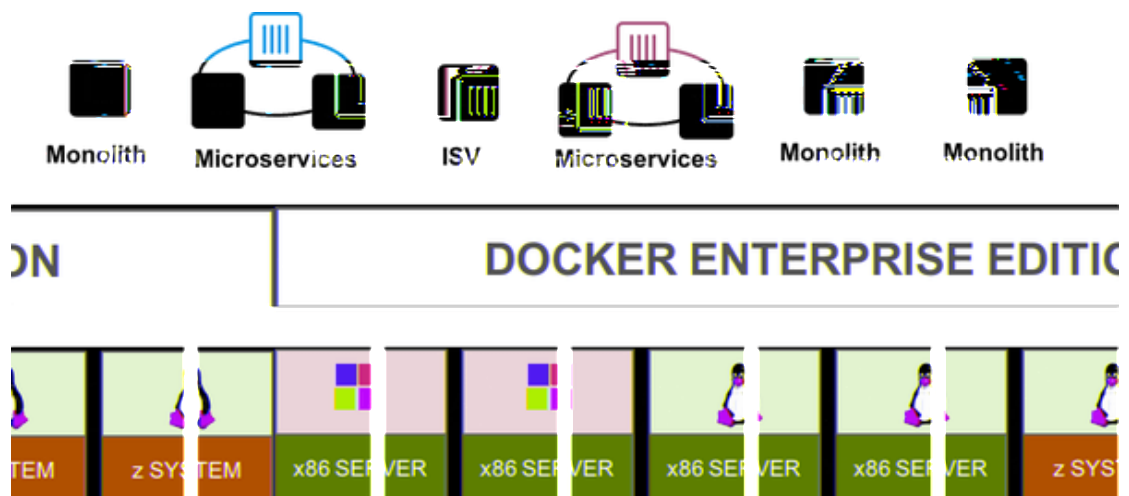 Monolith Microservices ISV Microservices Monolith Monolith
ON DOCKER ENTERPRISE EDITIO
TEM z SYSTEM x86 SERVER x86 SERVER x86 SERVER x86 SERVER z SYS